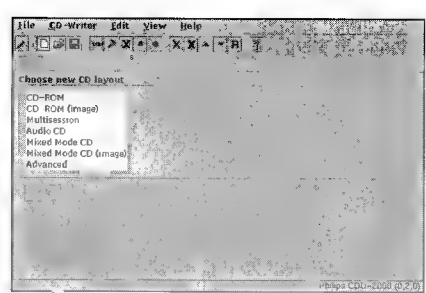 File CD-Writer Edit View Help
Choose new CD layout
CD-ROM
CD-ROM (image)
Multisession
Audio CD
Mixed Mode CD
Mixed Mode CD (image)
Advanced
Philips CDD-2000 (0,2,0)